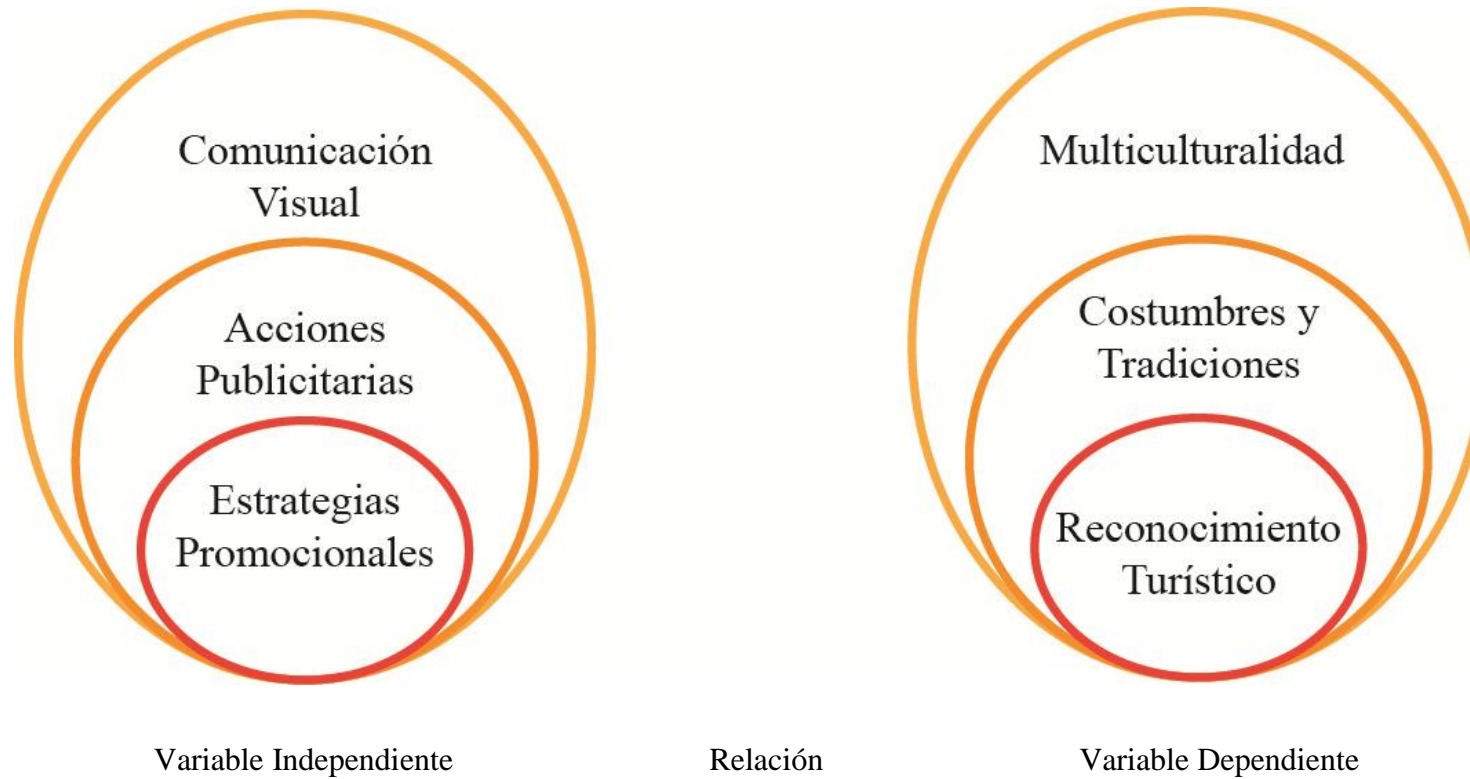 Comunicación
Visual
Acciones
Publicitarias
Estrategias
Promocionales
Multiculturalidad
Costumbres y
Tradiciones
Reconocimiento
Turístico
Variable Independiente
Relación
Variable Dependiente